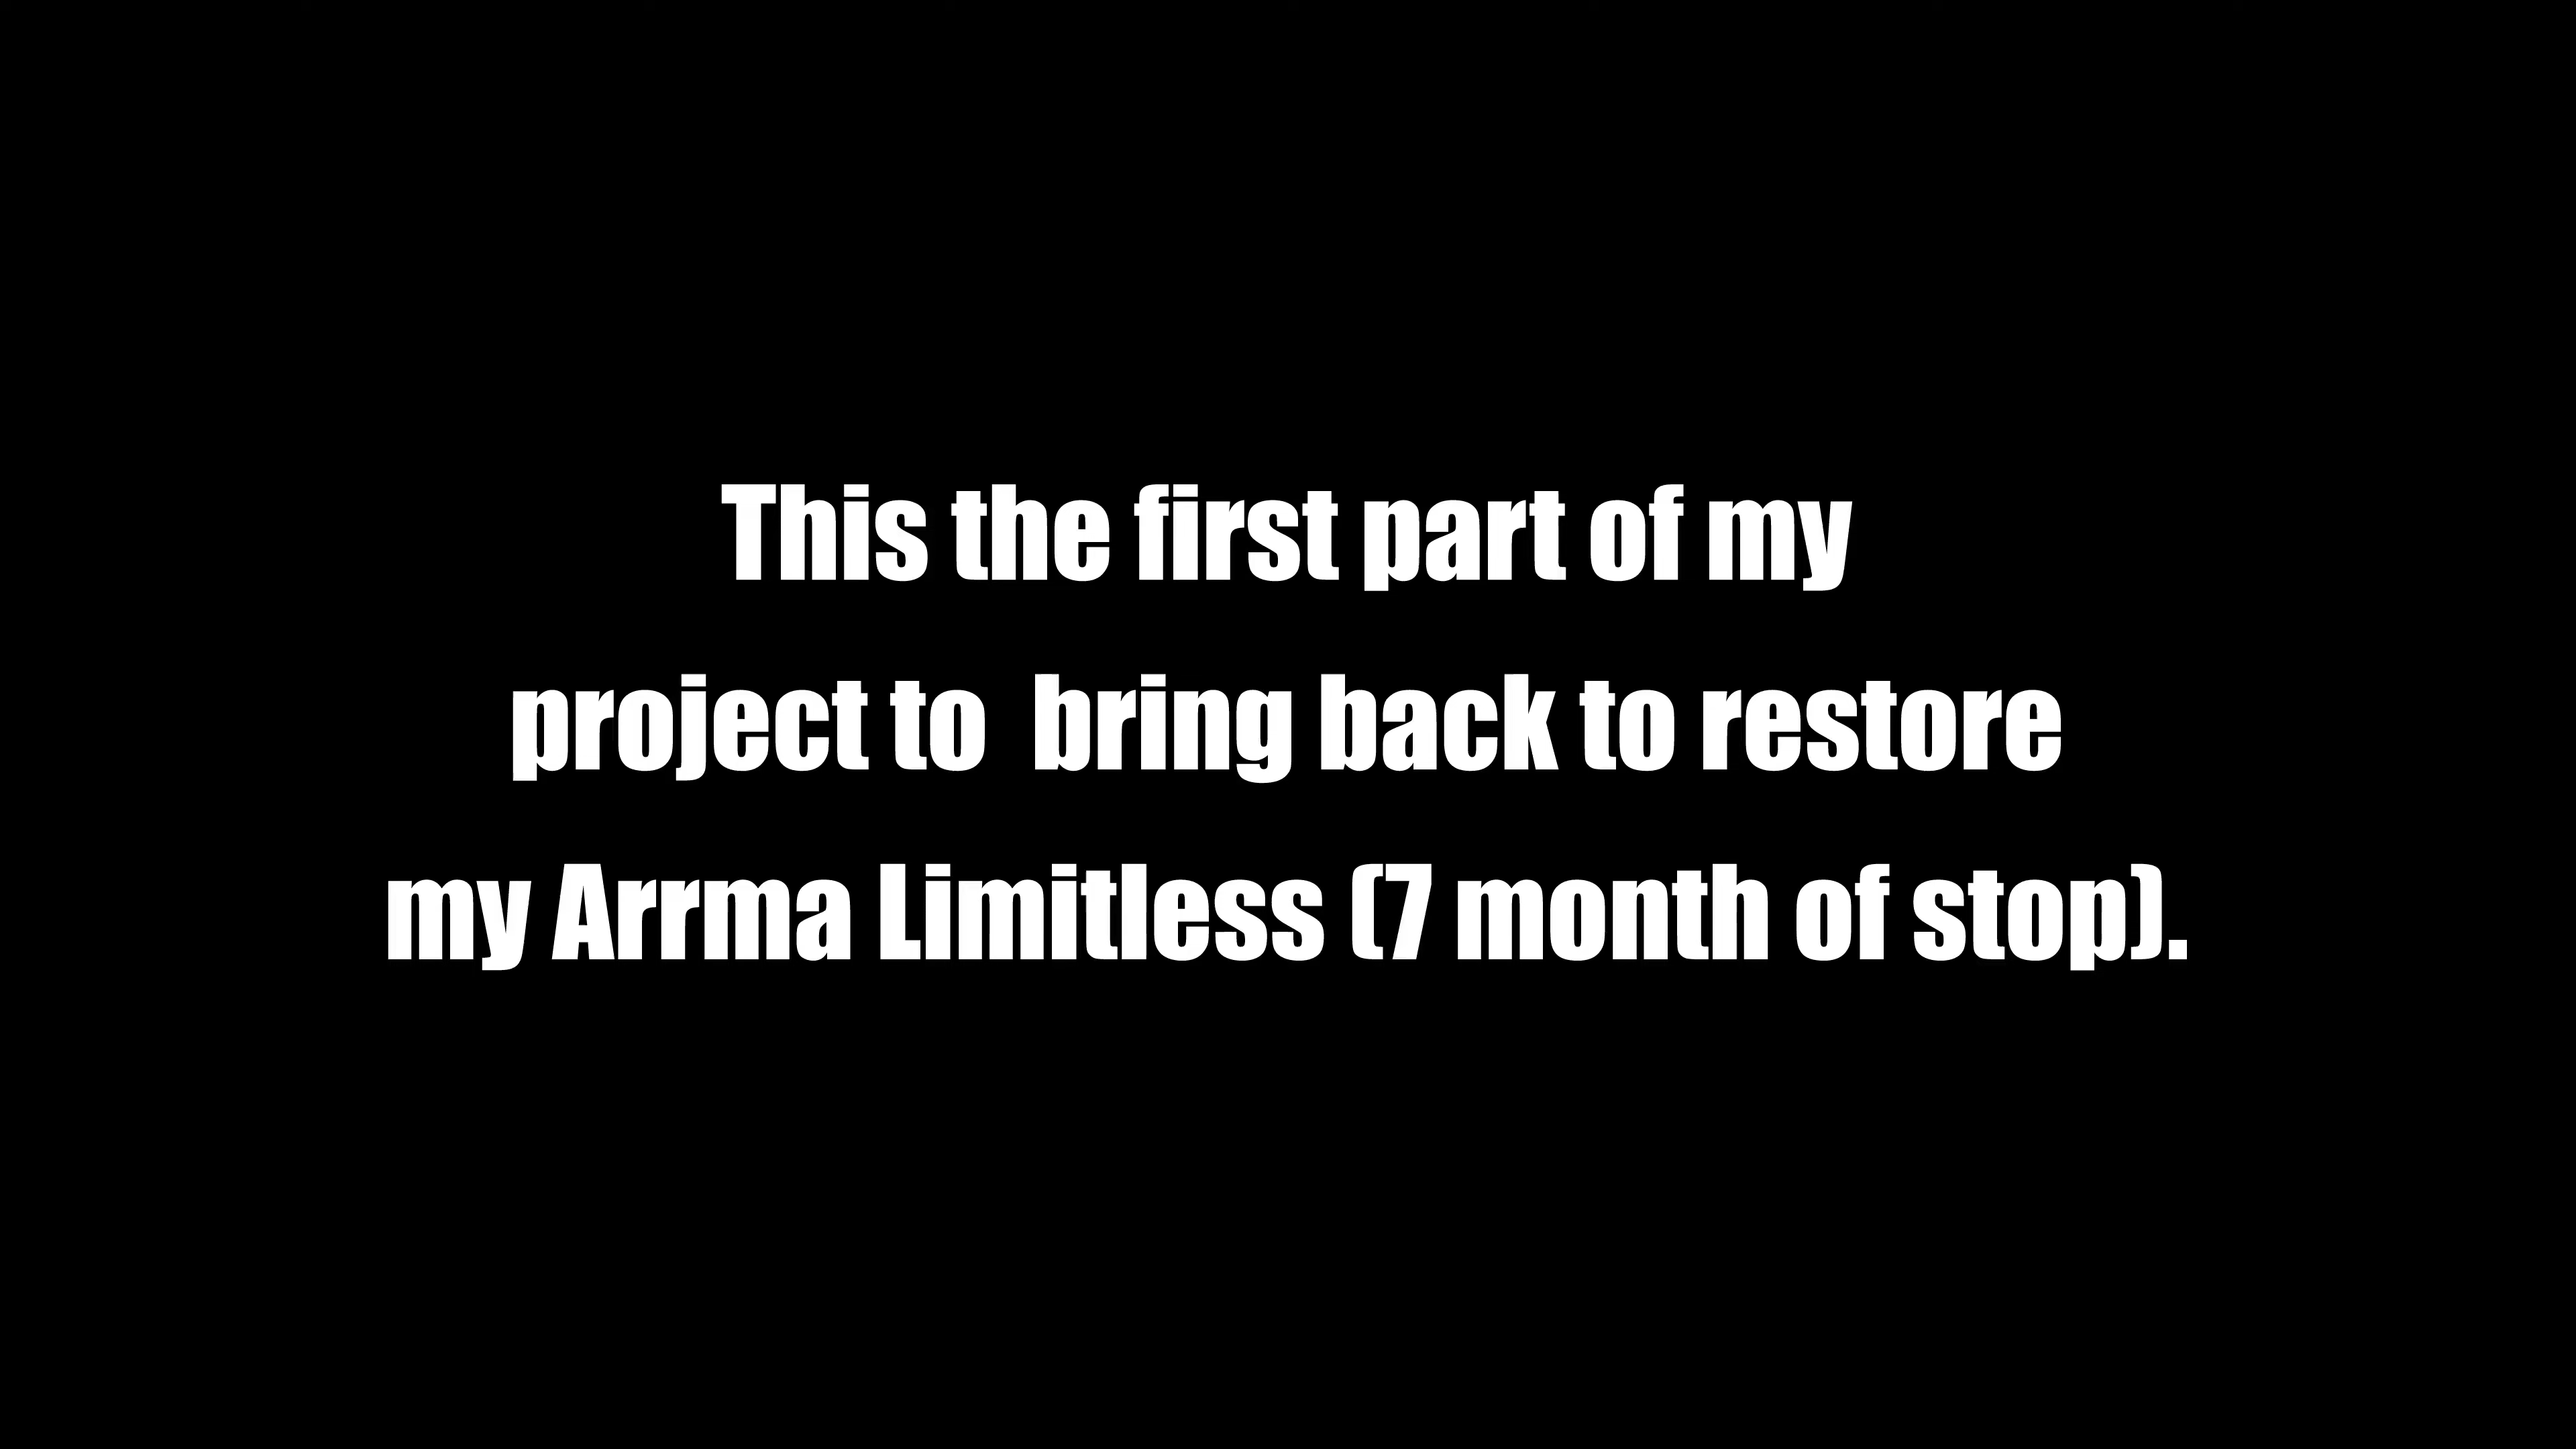 This the first part of my
project to  bring back to restore
my Arrma Limitless (7 month of stop).